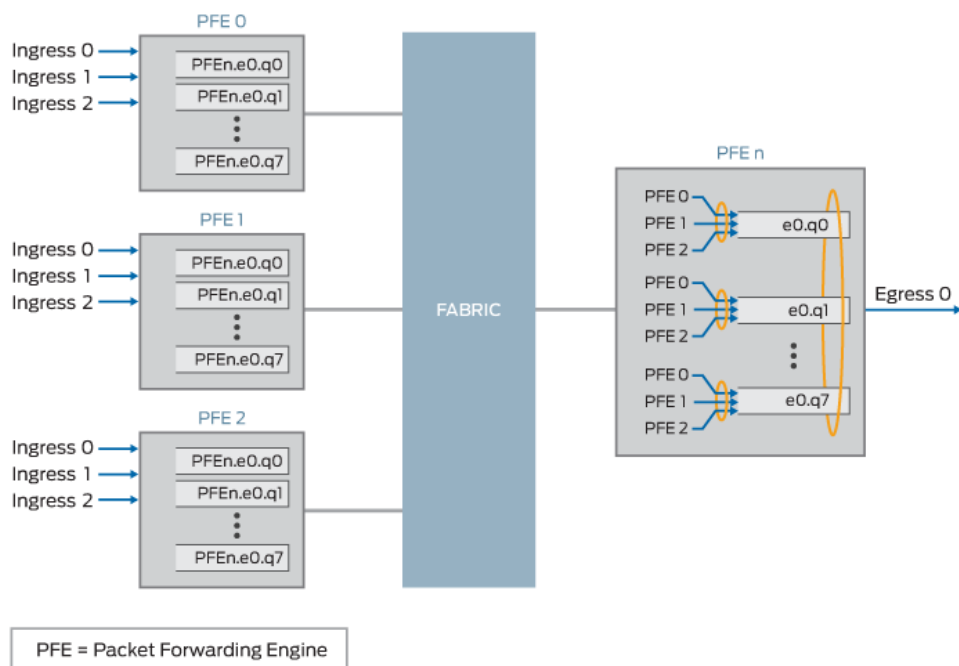 PFE 0
Ingress 0
Ingress 1
Ingress 2
PFEn.e0.q0
PFEn.e0.q1
PFEn.e0.q7
PFE 1
Ingress 0
Ingress 1
Ingress 2
PFEn.e0.q0
PFEn.e0.q1
PFEn.e0.q7
PFE 2
Ingress 0
Ingress 1
Ingress 2
PFEn.e0.q0
PFEn.e0.q1
PFEn.e0.q7
FABRIC
PFE n
PFE 0
PFE 1
PFE 2
e0.q0
PFE 0
PFE 1
PFE 2
e0.q1
PFE 0
PFE 1
PFE 2
e0.q7
Egress 0
PFE = Packet Forwarding Engine